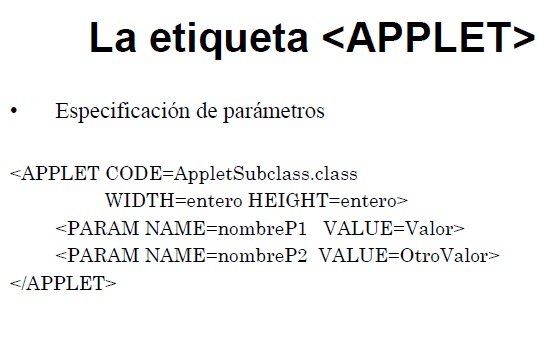 La etiqueta <APPLET>
• Especificación de parámetros
<APPLET CODE=AppletSubclass.class
WIDTH=entero HEIGHT=entero>
<PARAM NAME=nombreP1 VALUE=Valor>
<PARAM NAME=nombreP2 VALUE=OtroValor>
</APPLET>